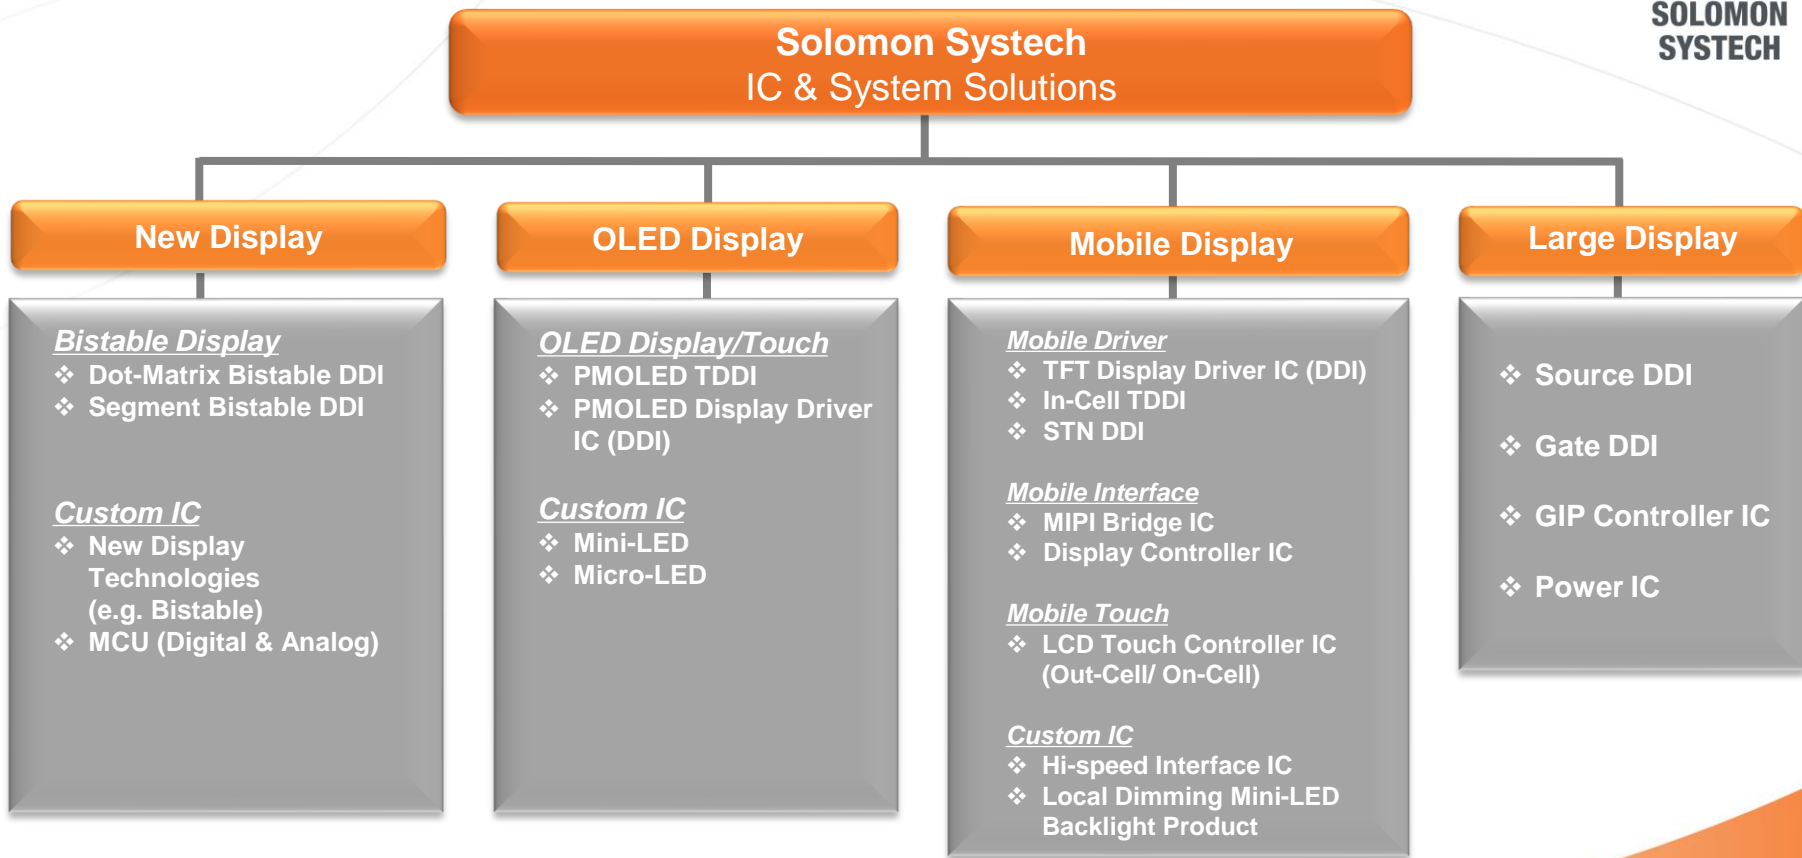 SOLOMON
SYSTECH
Solomon Systech
IC & System Solutions
New Display
Bistable Display
❖ Dot-Matrix Bistable DDI
❖ Segment Bistable DDI
Custom IC
❖ New Display
Technologies
(e.g. Bistable)
❖ MCU (Digital & Analog)
OLED Display
OLED Display/Touch
❖ PMOLED TDDI
❖ PMOLED Display Driver
IC (DDI)
Custom IC
❖ Mini-LED
❖ Micro-LED
Mobile Display
Mobile Driver
❖ TFT Display Driver IC (DDI)
❖ In-Cell TDDI
❖ STN DDI
Mobile Interface
❖ MIPI Bridge IC
❖ Display Controller IC
Mobile Touch
❖ LCD Touch Controller IC
(Out-Cell/ On-Cell)
Custom IC
❖ Hi-speed Interface IC
❖ Local Dimming Mini-LED
Backlight Product
Large Display
❖ Source DDI
❖ Gate DDI
❖ GIP Controller IC
❖ Power IC